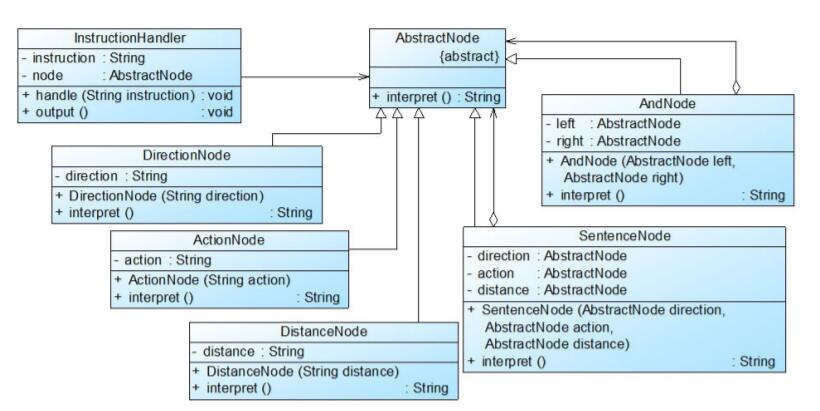 InstructionHandler
- instruction : String
- node : AbstractNode
+ handle (String instruction) : void
+ output () : void
AbstractNode
{abstract}
+ interpret () : String
AndNode
- left : AbstractNode
- right : AbstractNode
+ AndNode (AbstractNode left,
AbstractNode right)
+ interpret () : String
DirectionNode
- direction : String
+ DirectionNode (String direction)
+ interpret () : String
ActionNode
- action : String
+ ActionNode (String action)
+ interpret () : String
SentenceNode
- direction : AbstractNode
- action : AbstractNode
- distance : AbstractNode
+ SentenceNode (AbstractNode direction,
AbstractNode action,
AbstractNode distance)
+ interpret () : String
DistanceNode
- distance : String
+ DistanceNode (String distance)
+ interpret () : String